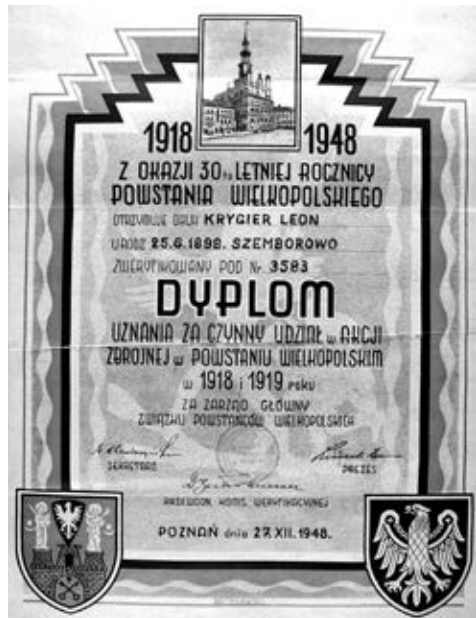 1918 1948
Z OKAZJI 30to LETNIEJ ROCZNICY
POWSTANIA WIELKOPOLSKIEGO
OTRZYMUJE DRUH KRYGIER LEON
URODZ 25.6.1898. SZEMBOROWO
ZWERYFIKOWANY POD Nr. 3583
DYPLOM
UZNANIA ZA CZYNNY UDZIAŁ w AKCJI
ZBROJNEJ w POWSTANIU WIELKOPOLSKIM
w 1918 i 1919 roku
ZA ZARZĄD GŁÓWNY
ZWIĄZKU POWSTAŃCÓW WIELKOPOLSKICH
SEKRETARZ PREZES
PRZEWODN. KOMIS. WERYFIKACYJNEJ
POZNAŃ dnia 27.XII.1948.